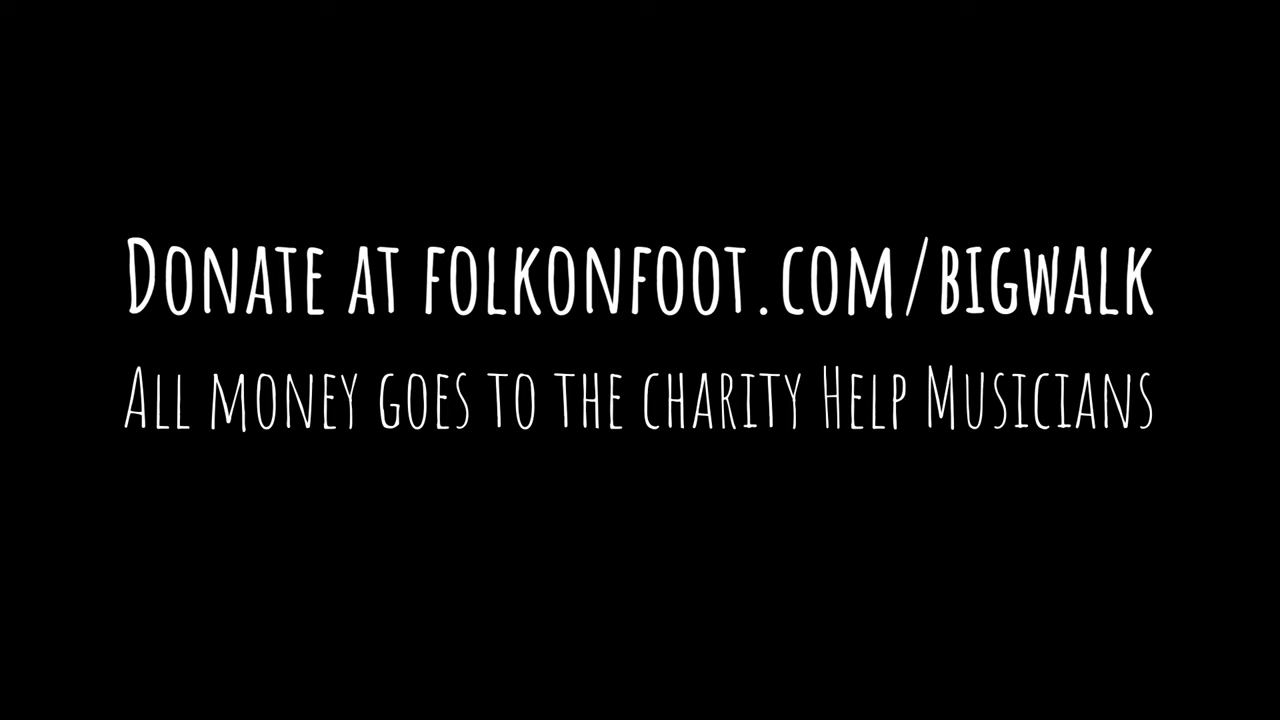 Donate at folkonfoot.com/bigwalk
All money goes to the charity Help Musicians